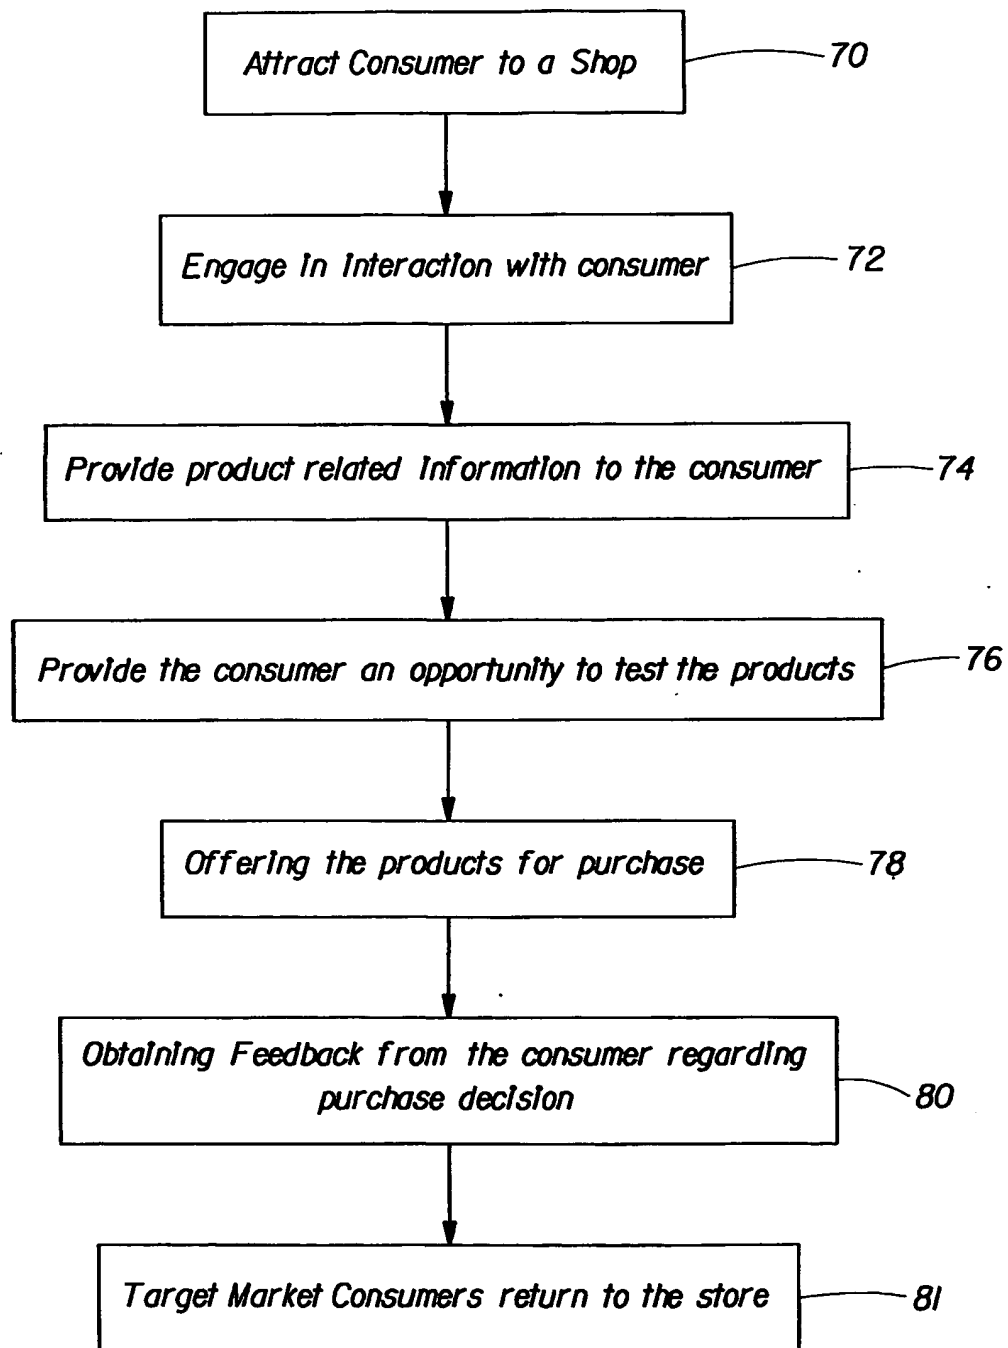 Attract Consumer to a Shop
70
Engage in interaction with consumer
72
Provide product related information to the consumer
74
Provide the consumer an opportunity to test the products
76
Offering the products for purchase
78
Obtaining Feedback from the consumer regarding
purchase decision
80
Target Market Consumers return to the store
81